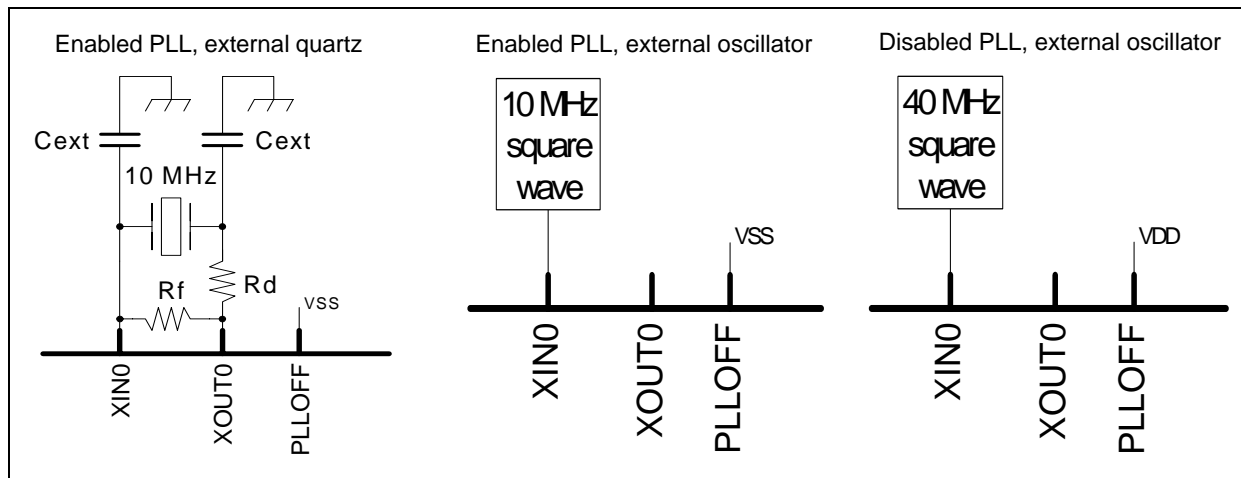 Enabled PLL, external quartz
Cext
Cext
10 MHz
Rf
Rd
VSS
XIN0
XOUT0
PLLOFF
Enabled PLL, external oscillator
10 MHz
square
wave
VSS
XIN0
XOUT0
PLLOFF
Disabled PLL, external oscillator
40 MHz
square
wave
VDD
XIN0
XOUT0
PLLOFF